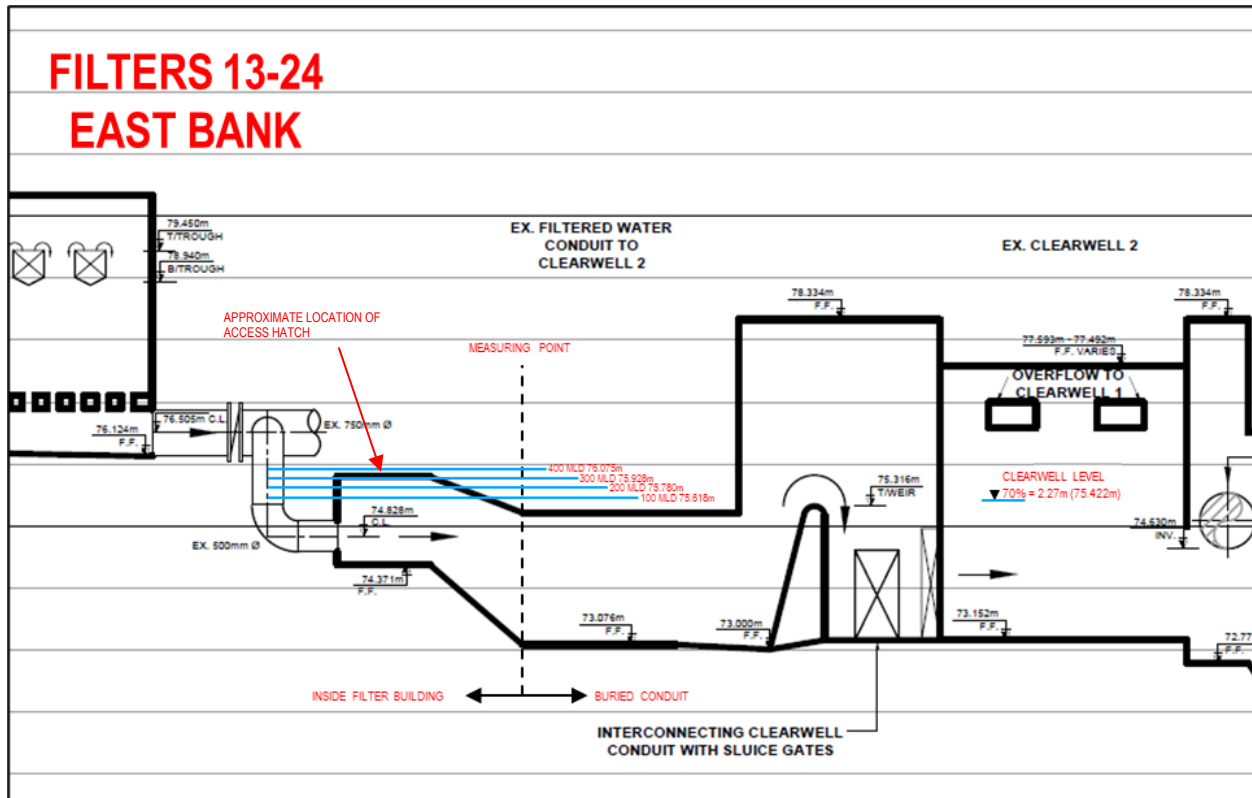 FILTERS 13-24
EAST BANK
79.450m
T/TROUGH
78.940m
B/TROUGH
EX. FILTERED WATER
CONDUIT TO
CLEARWELL 2
EX. CLEARWELL 2
78.334m
F.F.
78.334m
F.F.
APPROXIMATE LOCATION OF
ACCESS HATCH
MEASURING POINT
77.593m - 77.492m
F.F. VARIES
OVERFLOW TO
CLEARWELL 1
76.505m C.L.
76.124m
F.F.
EX. 750mm Ø
400 MLD 76.075m
300 MLD 75.928m
200 MLD 75.780m
100 MLD 75.618m
75.316m
T/WEIR
CLEARWELL LEVEL
70% = 2.27m (75.422m)
74.828m
C.L.
74.630m
INV.
EX. 500mm Ø
74.371m
F.F.
73.076m
F.F.
73.000m
F.F.
73.152m
F.F.
72.77
F.F.
INSIDE FILTER BUILDING
BURIED CONDUIT
INTERCONNECTING CLEARWELL
CONDUIT WITH SLUICE GATES